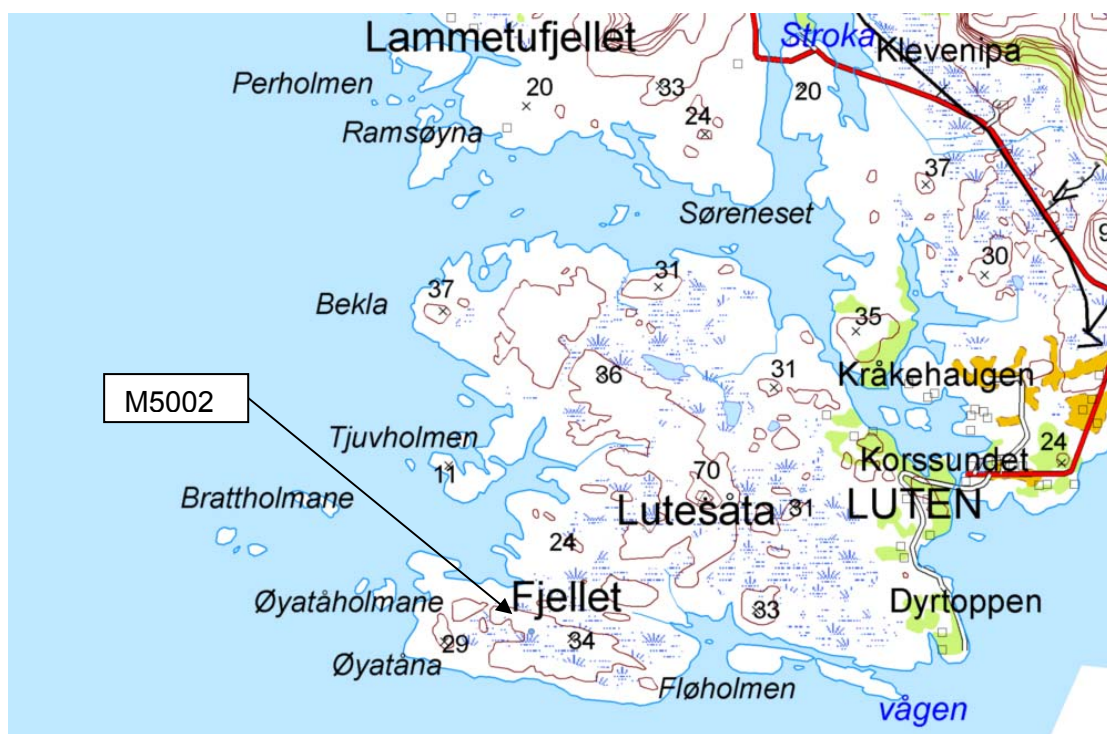 Lammetufjellet
Stroka
Klevenipa
Perholmen
20
33
20
Ramsøyna
24
37
Søreneset
9
30
31
37
Bekla
35
36
31
Kråkehaugen
M5002
Tjuvholmen
24
11
70
Korssundet
Brattholmane
Lutesåta
31
LUTEN
24
Øyatåholmane
Fjellet
33
Dyrtoppen
29
34
Øyatåna
Fløholmen
vågen